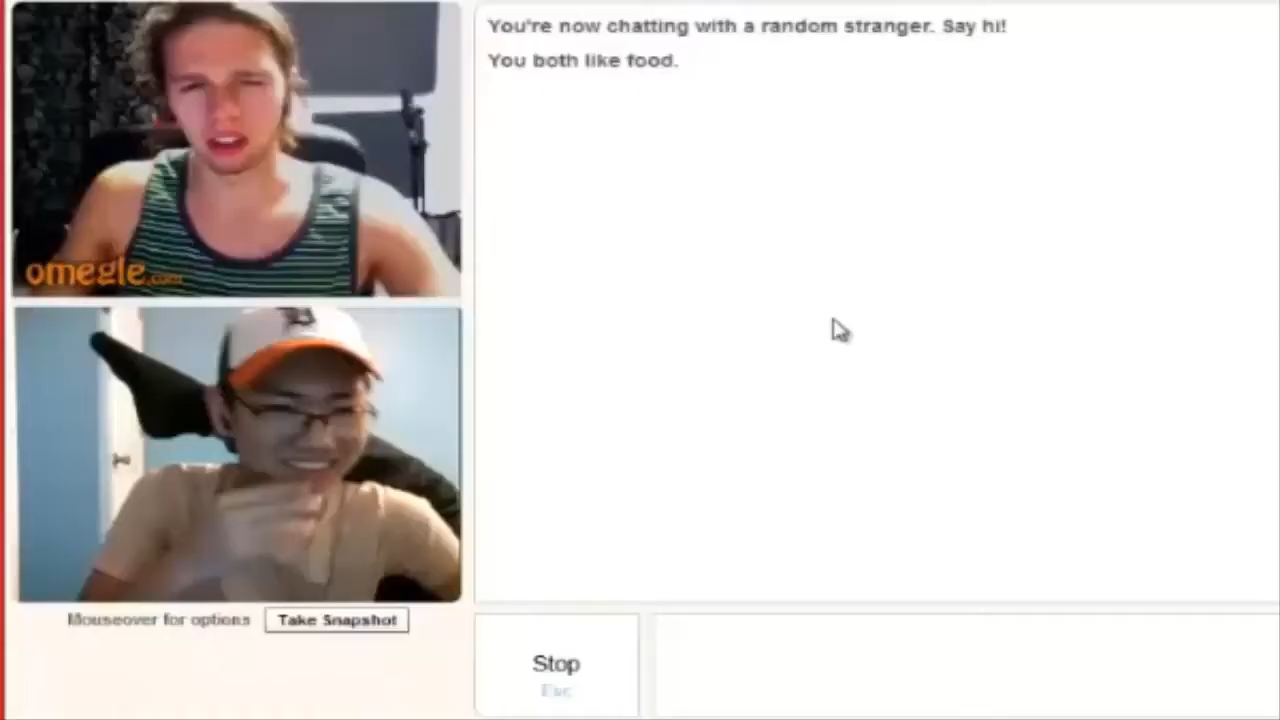 You're now chatting with a random stranger. Say hi!
You both like food.
omegle.com
Mouseover for options
Take Snapshot
Stop
Esc